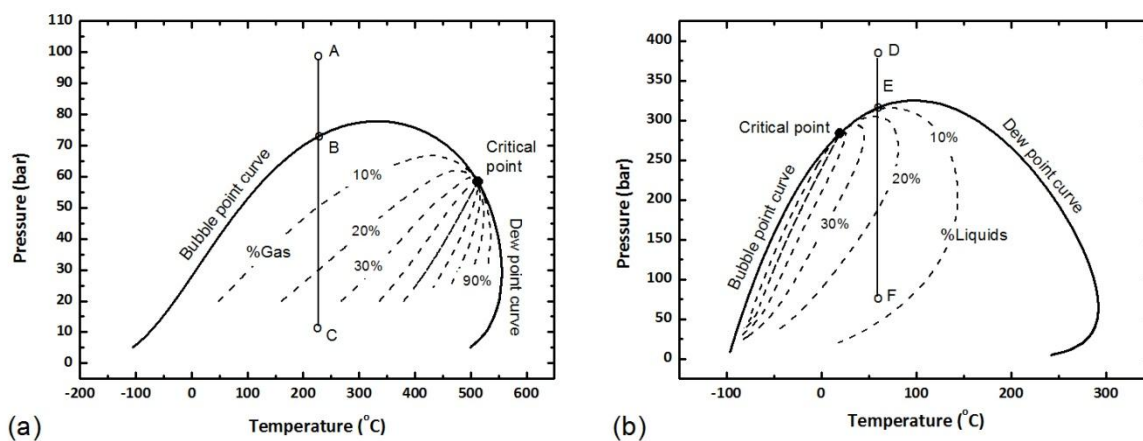 110
100
90
80
70
60
50
40
30
20
10
0
Pressure (bar)
A
B
C
Bubble point curve
Critical
point
Dew point curve
%Gas
10%
20%
30%
90%
-200 -100 0 100 200 300 400 500 600
Temperature (°C)
(a)
400
350
300
250
200
150
100
50
0
Pressure (bar)
D
E
F
Critical point
Bubble point curve
Dew point curve
10%
20%
30%
%Liquids
-100 0 100 200 300
Temperature (°C)
(b)